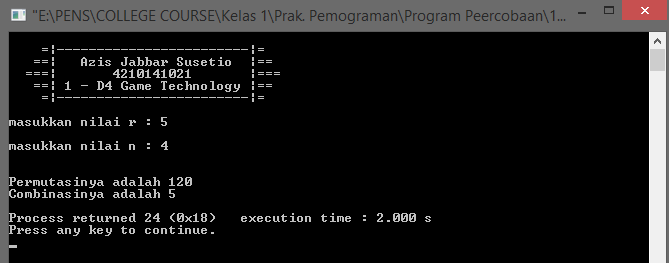 "E:\PENS\COLLEGE COURSE\Kelas 1\Prak. Pemograman\Program Peercobaan\1...
=|------------------------|=
==| Azis Jabbar Susetio |==
===| 4210141021 |===
==| 1 - D4 Game Technology |==
=|------------------------|=
masukkan nilai r : 5
masukkan nilai n : 4
Permutasinya adalah 120
Combinasinya adalah 5
Process returned 24 (0x18)   execution time : 2.000 s
Press any key to continue.